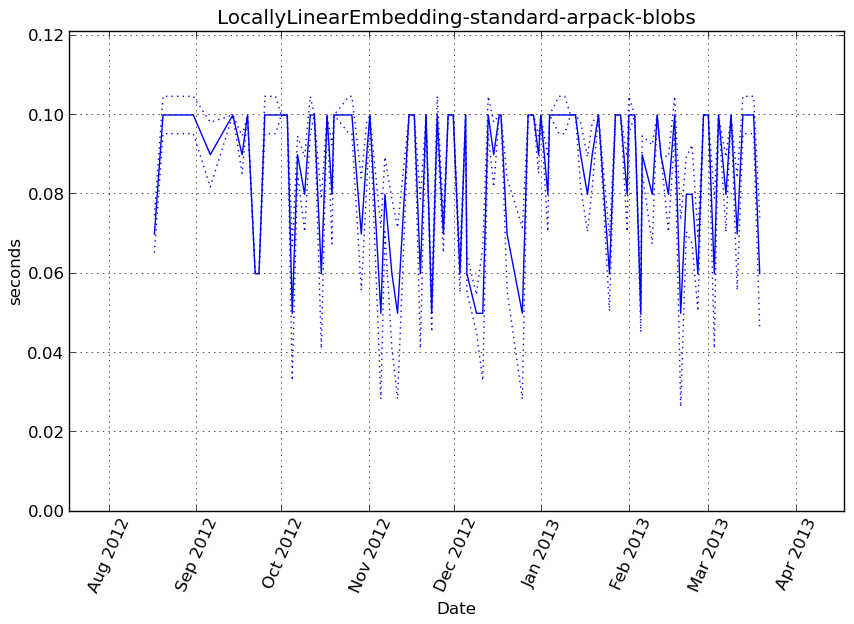 LocallyLinearEmbedding-standard-arpack-blobs
0.12
0.10
0.08
0.06
0.04
0.02
0.00
seconds
Aug 2012
Sep 2012
Oct 2012
Nov 2012
Dec 2012
Jan 2013
Feb 2013
Mar 2013
Apr 2013
Date